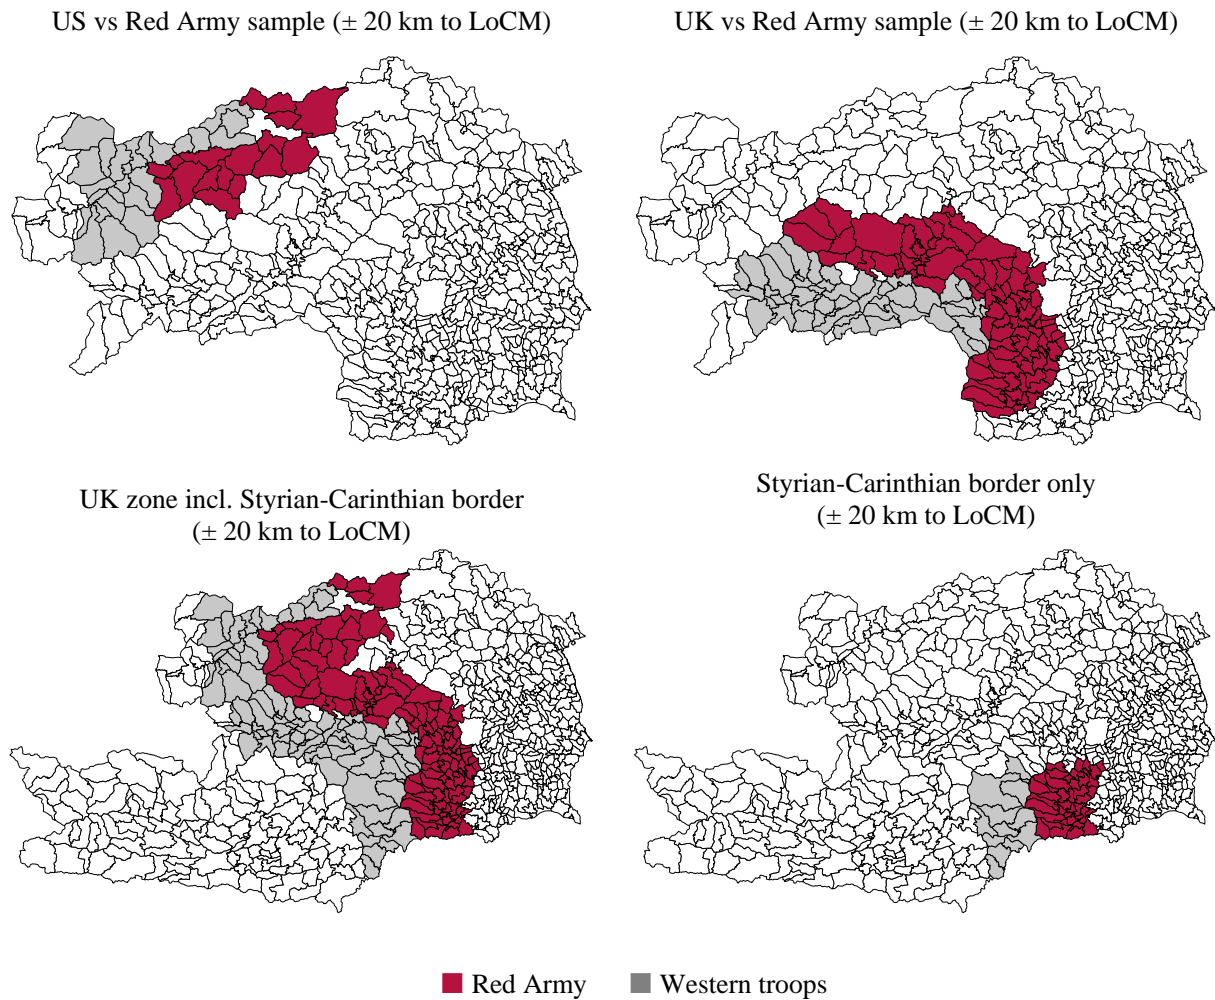 US vs Red Army sample (± 20 km to LoCM)
UK vs Red Army sample (± 20 km to LoCM)
UK zone incl. Styrian-Carinthian border
(± 20 km to LoCM)
Styrian-Carinthian border only
(± 20 km to LoCM)
Red Army
Western troops